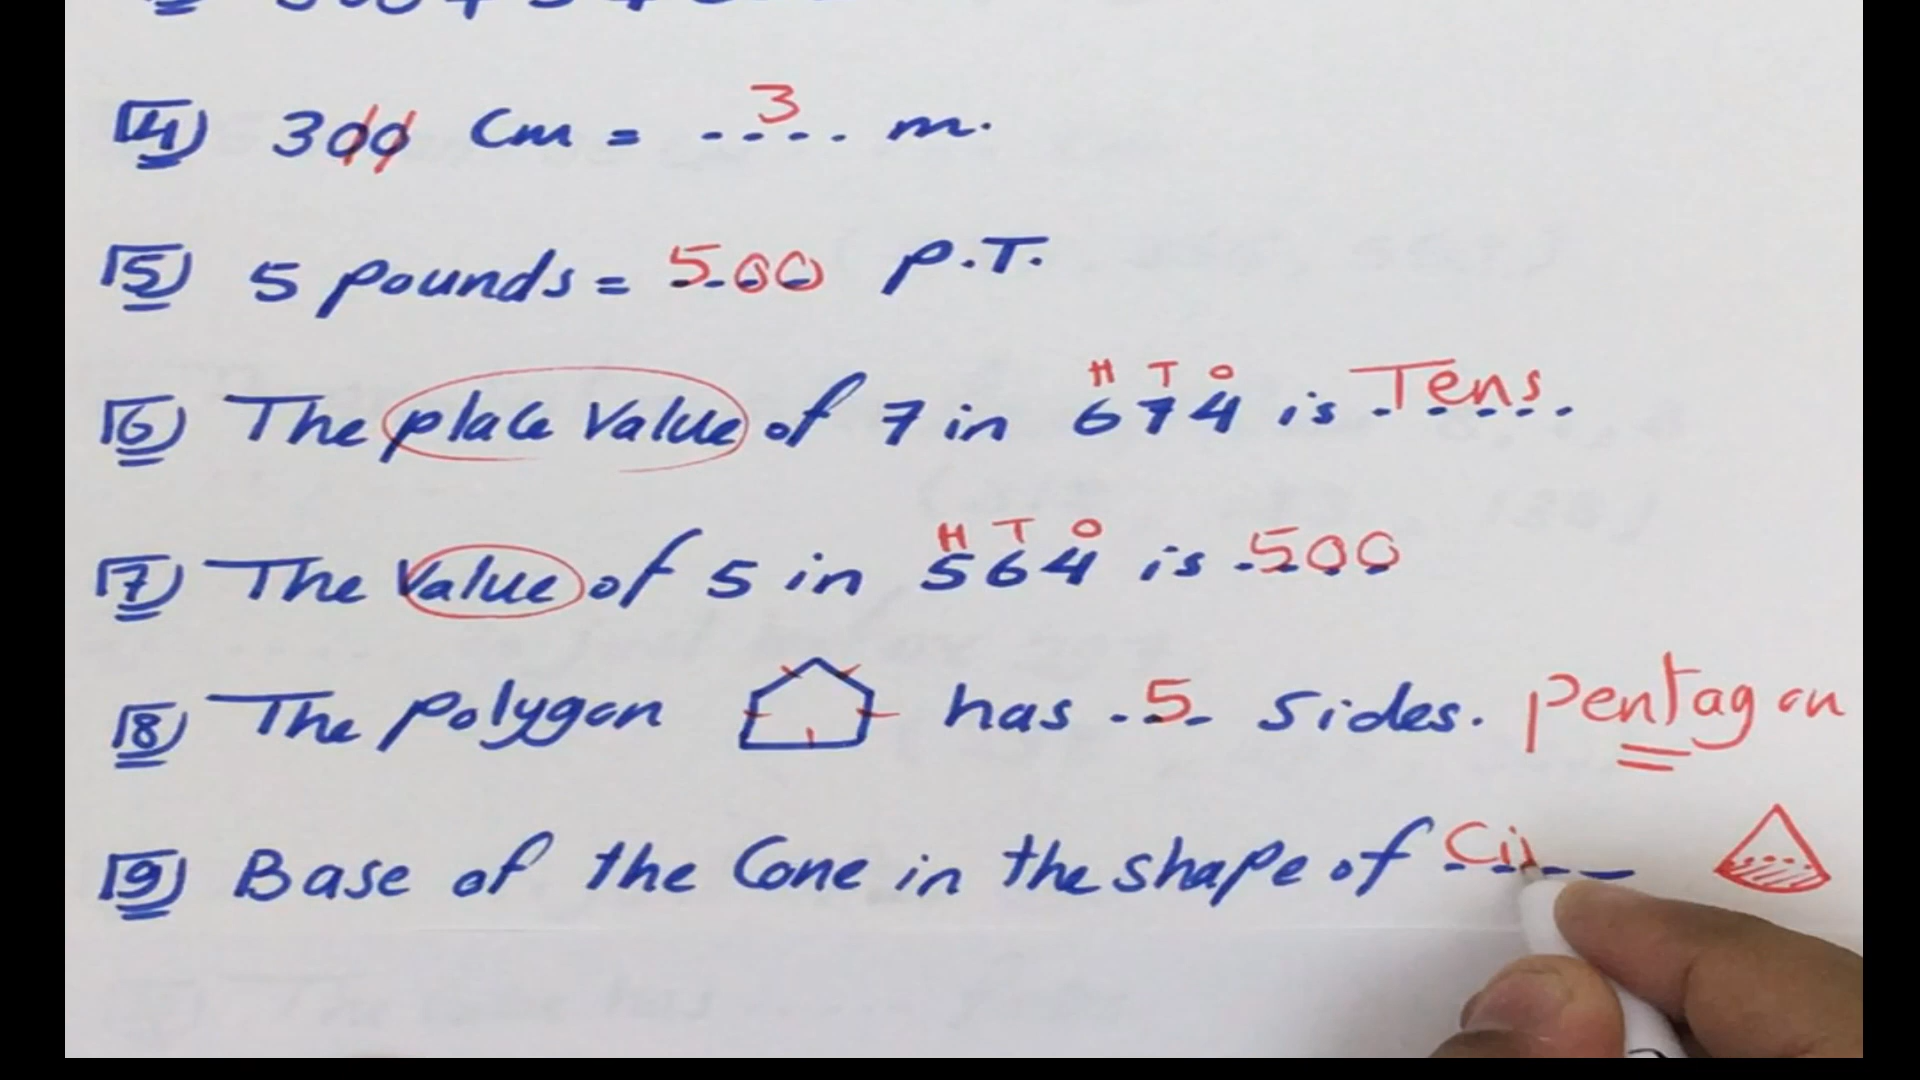 4) 300 Cm = 3 m.
5) 5 pounds = 500 P.T.
H T O
6) The place value of 7 in 674 is Tens
H T O
7) The value of 5 in 564 is 500
8) The polygon has 5 sides. pentagon
9) Base of the Cone in the shape of Cir